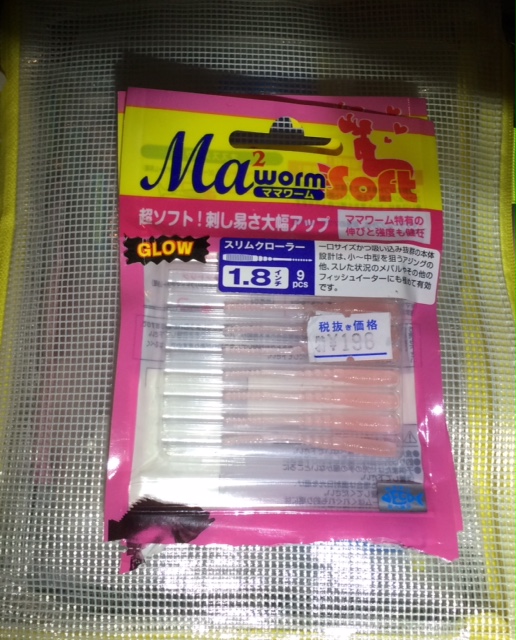 Ma2 worm Soft
ママワーム
超ソフト！刺し易さ大幅アップ
ママワーム特有の
伸びと強度も健在
GLOW
スリムクローラー
1.8インチ
9
pcs
一口サイズかつ吸い込み抜群の本体
設計は、小〜中型を狙うアジングの
他、スレた状況のメバルやその他の
フィッシュイーターにも極めて有効
です。
税抜き価格